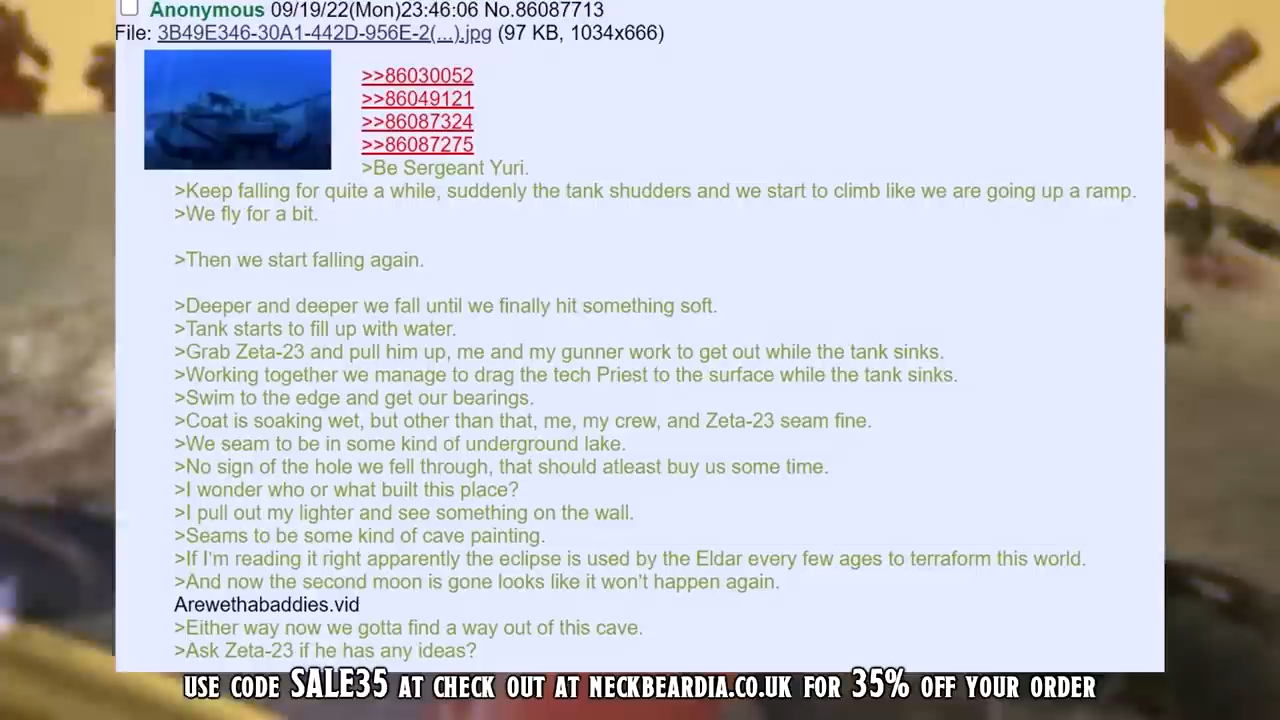 Anonymous 09/19/22(Mon)23:46:06 No.86087713
File: 3B49E346-30A1-442D-956E-2(...).jpg (97 KB, 1034x666)
>>86030052
>>86049121
>>86087324
>>86087275
>Be Sergeant Yuri.
>Keep falling for quite a while, suddenly the tank shudders and we start to climb like we are going up a ramp.
>We fly for a bit.
>Then we start falling again.
>Deeper and deeper we fall until we finally hit something soft.
>Tank starts to fill up with water.
>Grab Zeta-23 and pull him up, me and my gunner work to get out while the tank sinks.
>Working together we manage to drag the tech Priest to the surface while the tank sinks.
>Swim to the edge and get our bearings.
>Coat is soaking wet, but other than that, me, my crew, and Zeta-23 seam fine.
>We seam to be in some kind of underground lake.
>No sign of the hole we fell through, that should atleast buy us some time.
>I wonder who or what built this place?
>I pull out my lighter and see something on the wall.
>Seams to be some kind of cave painting.
>If I'm reading it right apparently the eclipse is used by the Eldar every few ages to terraform this world.
>And now the second moon is gone looks like it won't happen again.
Arewethabaddies.vid
>Either way now we gotta find a way out of this cave.
>Ask Zeta-23 if he has any ideas?
USE CODE SALE35 AT CHECK OUT AT NECKBEARDIA.CO.UK FOR 35% OFF YOUR ORDER